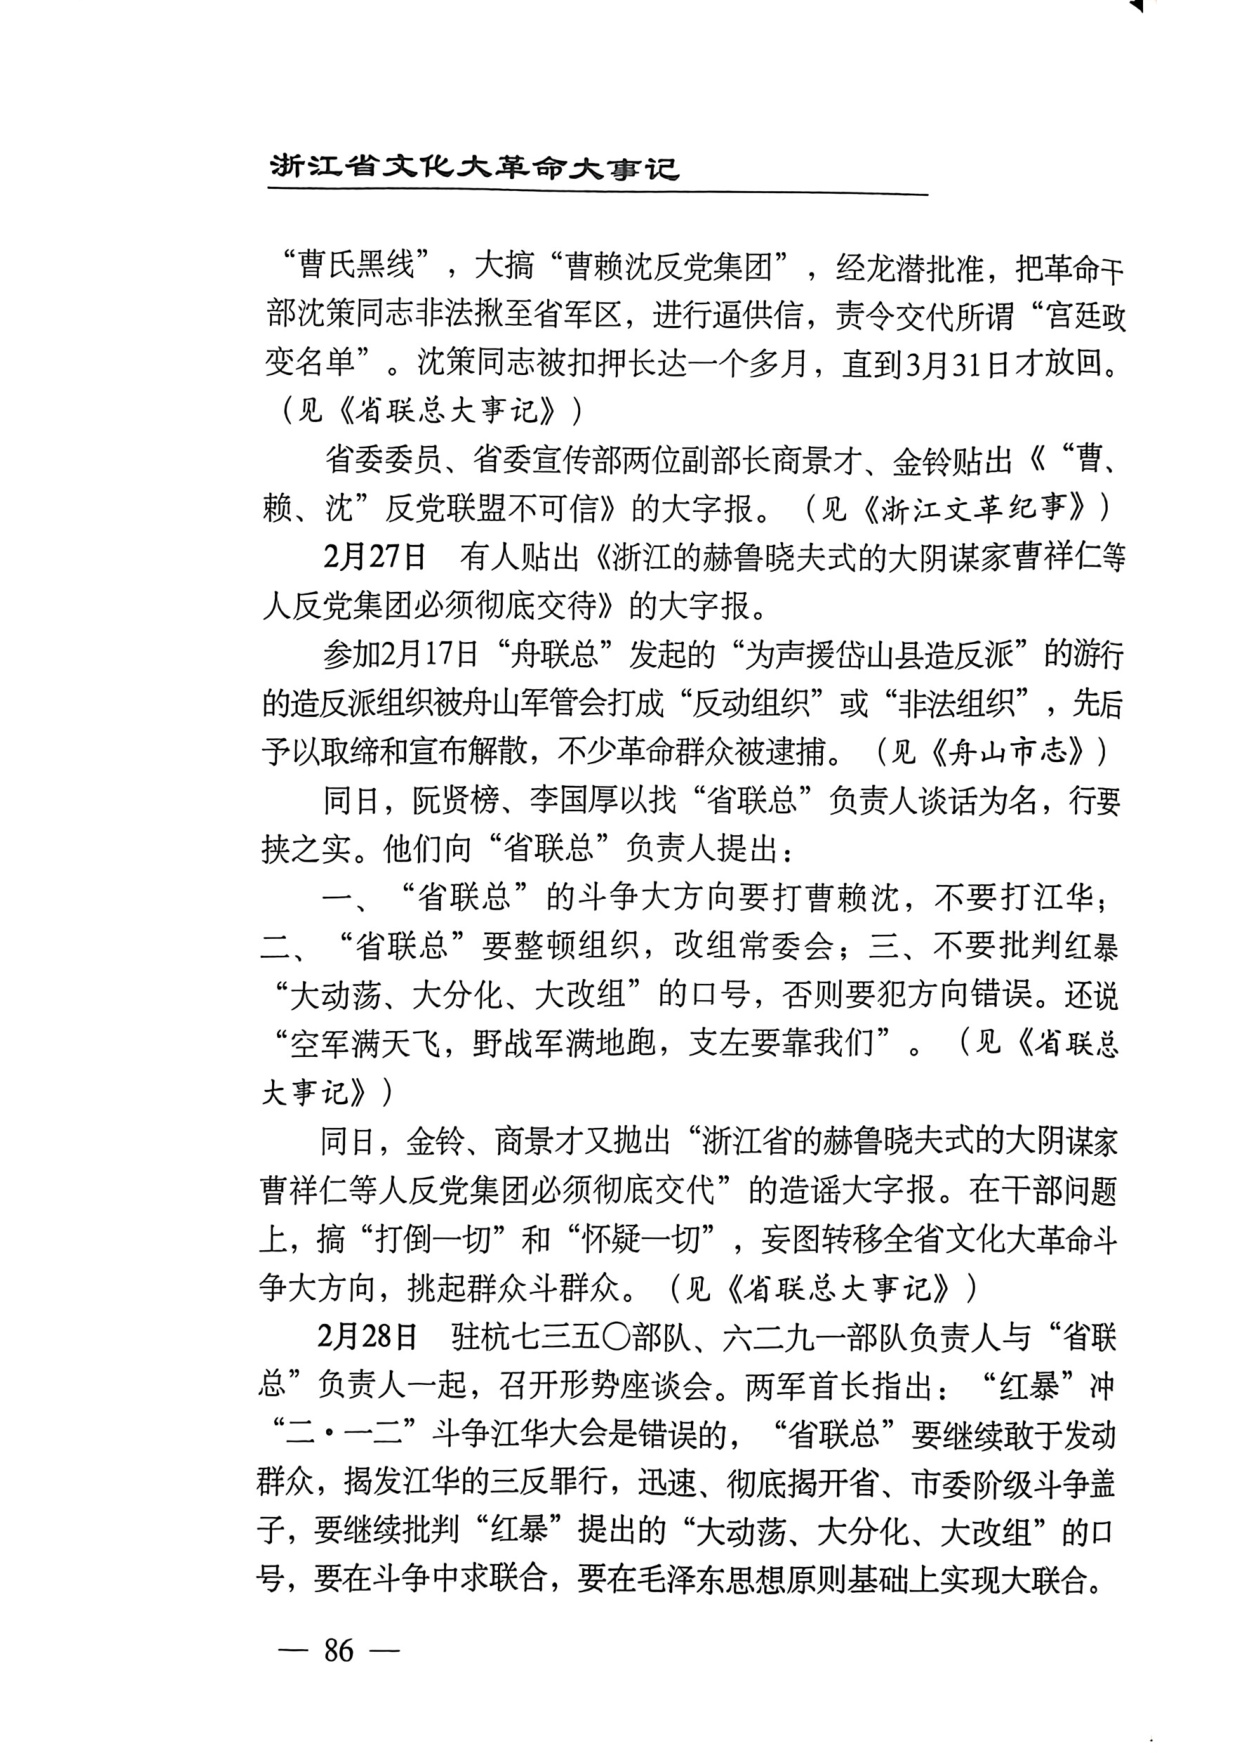 浙江省文化大革命大事记
“曹氏黑线”，大搞“曹赖沈反党集团”，经龙潜批准，把革命干
部沈策同志非法揪至省军区，进行逼供信，责令交代所谓“宫廷政
变名单”。沈策同志被扣押长达一个多月，直到3月31日才放回。
（见《省联总大事记》）
省委委员、省委宣传部两位副部长商景才、金铃贴出《“曹、
赖、沈”反党联盟不可信》的大字报。（见《浙江文革纪事》）
2月27日　有人贴出《浙江的赫鲁晓夫式的大阴谋家曹祥仁等
人反党集团必须彻底交待》的大字报。
参加2月17日“舟联总”发起的“为声援岱山县造反派”的游行
的造反派组织被舟山军管会打成“反动组织”或“非法组织”，先后
予以取缔和宣布解散，不少革命群众被逮捕。（见《舟山市志》）
同日，阮贤榜、李国厚以找“省联总”负责人谈话为名，行要
挟之实。他们向“省联总”负责人提出：
一、“省联总”的斗争大方向要打曹赖沈，不要打江华；
二、“省联总”要整顿组织，改组常委会；三、不要批判红暴
“大动荡、大分化、大改组”的口号，否则要犯方向错误。还说
“空军满天飞，野战军满地跑，支左要靠我们”。（见《省联总
大事记》）
同日，金铃、商景才又抛出“浙江省的赫鲁晓夫式的大阴谋家
曹祥仁等人反党集团必须彻底交代”的造谣大字报。在干部问题
上，搞“打倒一切”和“怀疑一切”，妄图转移全省文化大革命斗
争大方向，挑起群众斗群众。（见《省联总大事记》）
2月28日　驻杭七三五〇部队、六二九一部队负责人与“省联
总”负责人一起，召开形势座谈会。两军首长指出：“红暴”冲
“二·一二”斗争江华大会是错误的，“省联总”要继续敢于发动
群众，揭发江华的三反罪行，迅速、彻底揭开省、市委阶级斗争盖
子，要继续批判“红暴”提出的“大动荡、大分化、大改组”的口
号，要在斗争中求联合，要在毛泽东思想原则基础上实现大联合。
— 86 —